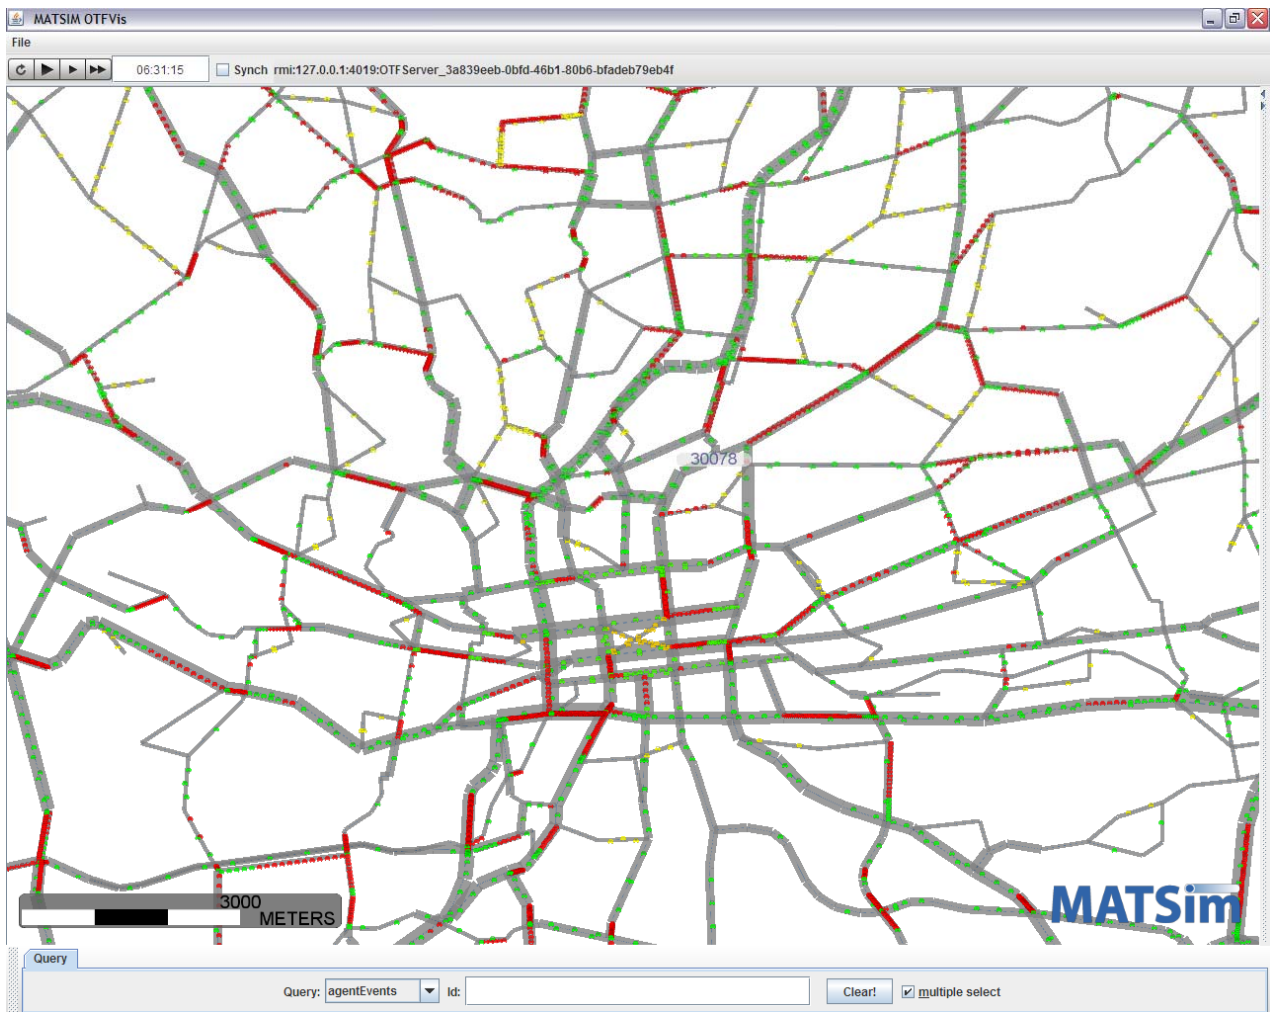 MATSIM OTFVis
File
06:31:15 Synch rmi:127.0.0.1:4019:OTFServer_3a839eeb-0bfd-46b1-80b6-bfadeb79eb4f
30078
3000
METERS
MATSim
Query
Query: agentEvents Id: Clear! multiple select